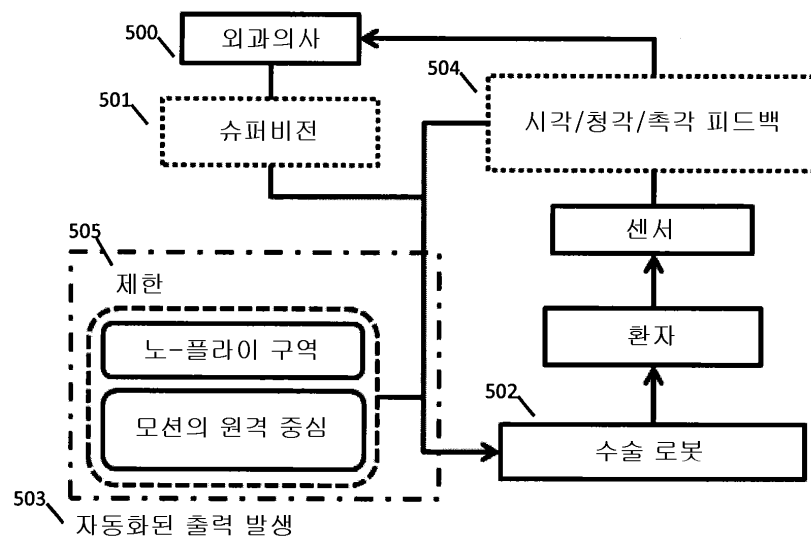 500
외과의사
501
슈퍼비전
504
시각/청각/촉각 피드백
센서
505
제한
노-플라이 구역
모션의 원격 중심
환자
502
수술 로봇
503
자동화된 출력 발생